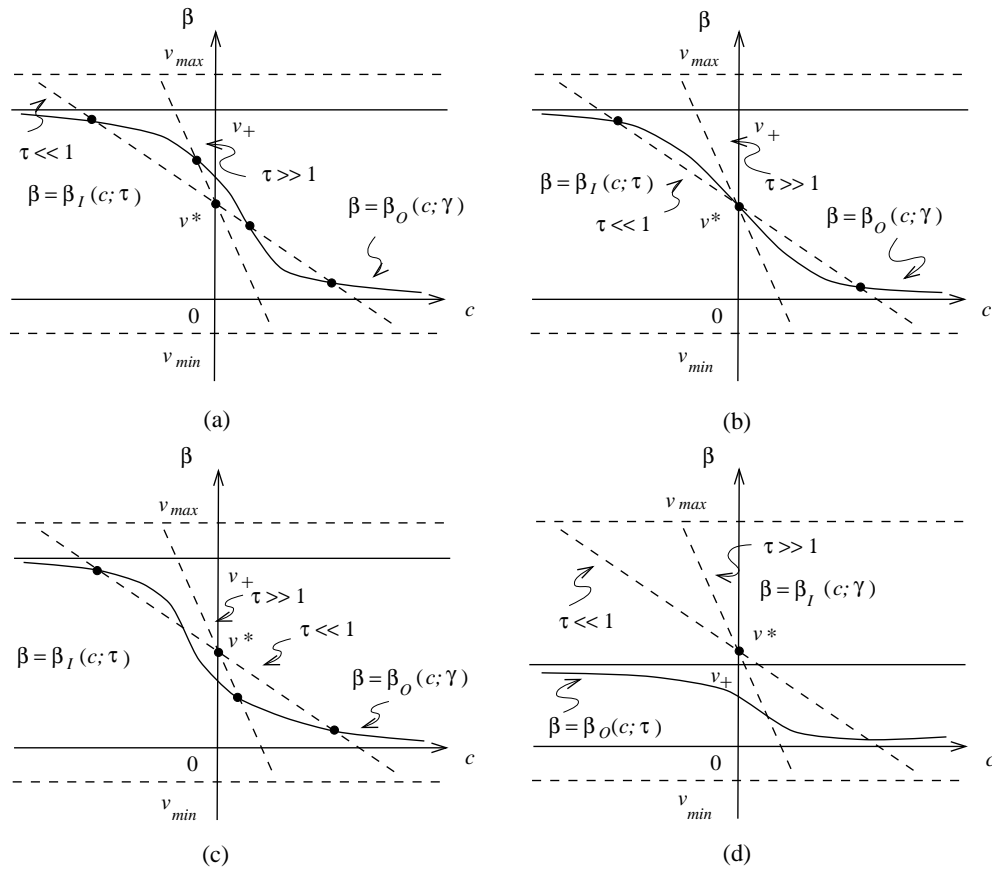 β
v_max
v_+
τ<<1
τ>>1
β=β_I(c;τ)
v*
β=β_O(c;γ)
0
c
v_min
(a)
β
v_max
v_+
τ>>1
β=β_I(c;τ)
τ<<1
v*
β=β_O(c;γ)
0
c
v_min
(b)
β
v_max
v_+
τ>>1
v*
τ<<1
β=β_I(c;τ)
β=β_O(c;γ)
0
c
v_min
(c)
β
v_max
τ>>1
β=β_I(c;γ)
τ<<1
v*
v_+
β=β_O(c;τ)
0
c
v_min
(d)